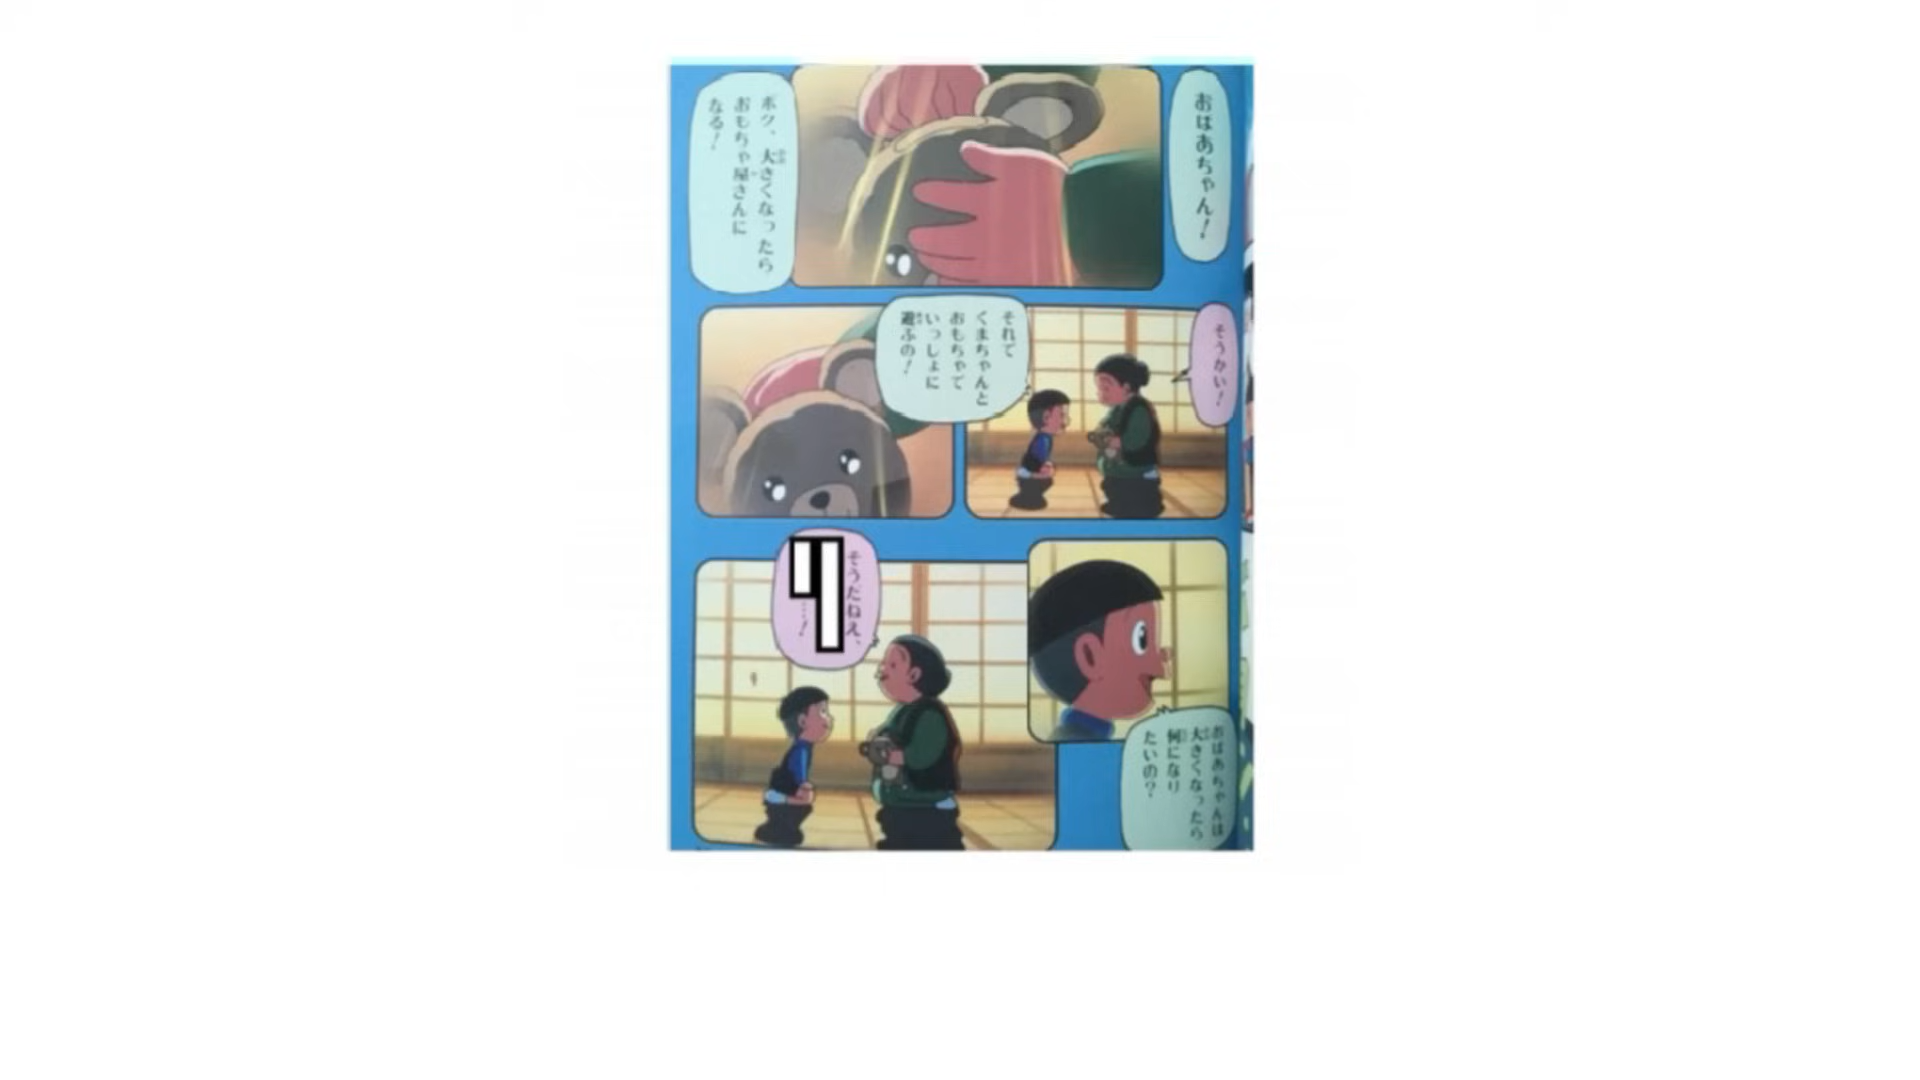 おばあちゃん!
ボク、大きくなったら
おもちゃ屋さんに
なる!
そうかい!
それで
くまちゃんと
おもちゃで
いっしょに
遊ぶの!
おばあちゃんは
大きくなったら
何になり
たいの?
そうだねえ、
…!